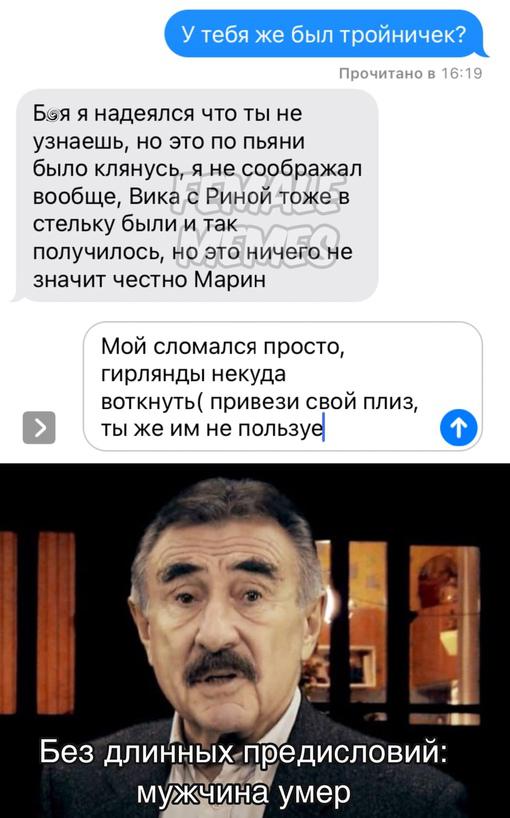 У тебя же был тройничек?
Прочитано в 16:19
Бя я надеялся что ты не
узнаешь, но это по пьяни
было клянусь, я не соображал
вообще, Вика с Риной тоже в
стельку были и так
получилось, но это ничего не
значит честно Марин
FEMALE
MEMES
Мой сломался просто,
гирлянды некуда
воткнуть( привези свой плиз,
ты же им не пользуе
Без длинных предисловий:
мужчина умер